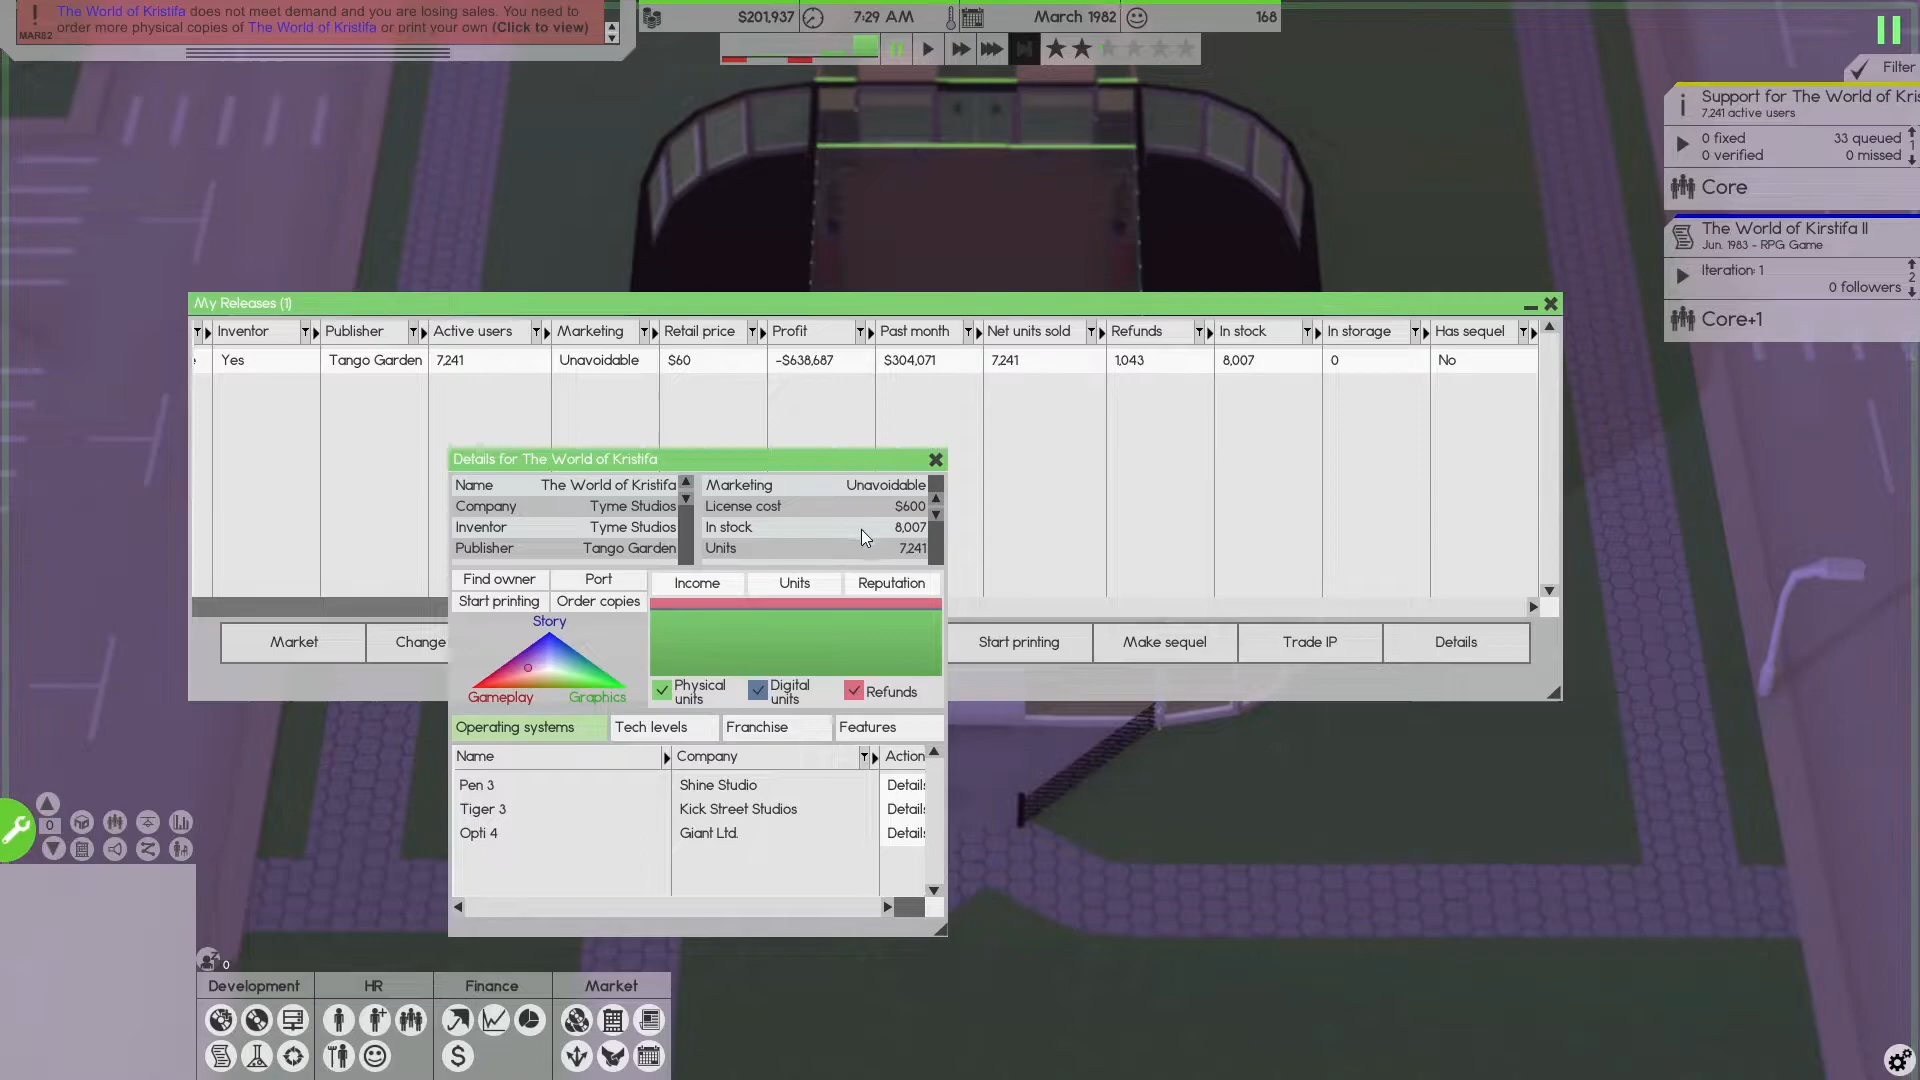 The World of Kristifa does not meet demand and you are losing sales. You need to
order more physical copies of The World of Kristifa or print your own (Click to view)
MAR82
$201,937
7:29 AM
March 1982
168
Filter
Support for The World of Kris
7,241 active users
0 fixed
33 queued
1
0 verified
0 missed
Core
The World of Kirstifa II
Jun. 1983 - RPG Game
Iteration: 1
2
0 followers
Core+1
My Releases (1)
Inventor
Publisher
Active users
Marketing
Retail price
Profit
Past month
Net units sold
Refunds
In stock
In storage
Has sequel
Yes
Tango Garden
7,241
Unavoidable
$60
-$638,687
$304,071
7,241
1,043
8,007
0
No
Details for The World of Kristifa
Name
The World of Kristifa
Marketing
Unavoidable
Company
Tyme Studios
License cost
$600
Inventor
Tyme Studios
In stock
8,007
Publisher
Tango Garden
Units
7,241
Find owner
Port
Income
Units
Reputation
Start printing
Order copies
Story
Gameplay
Graphics
Physical units
Digital units
Refunds
Market
Change
Start printing
Make sequel
Trade IP
Details
Operating systems
Tech levels
Franchise
Features
Name
Company
Action
Pen 3
Shine Studio
Details
Tiger 3
Kick Street Studios
Details
Opti 4
Giant Ltd.
Details
0
0
Development
HR
Finance
Market